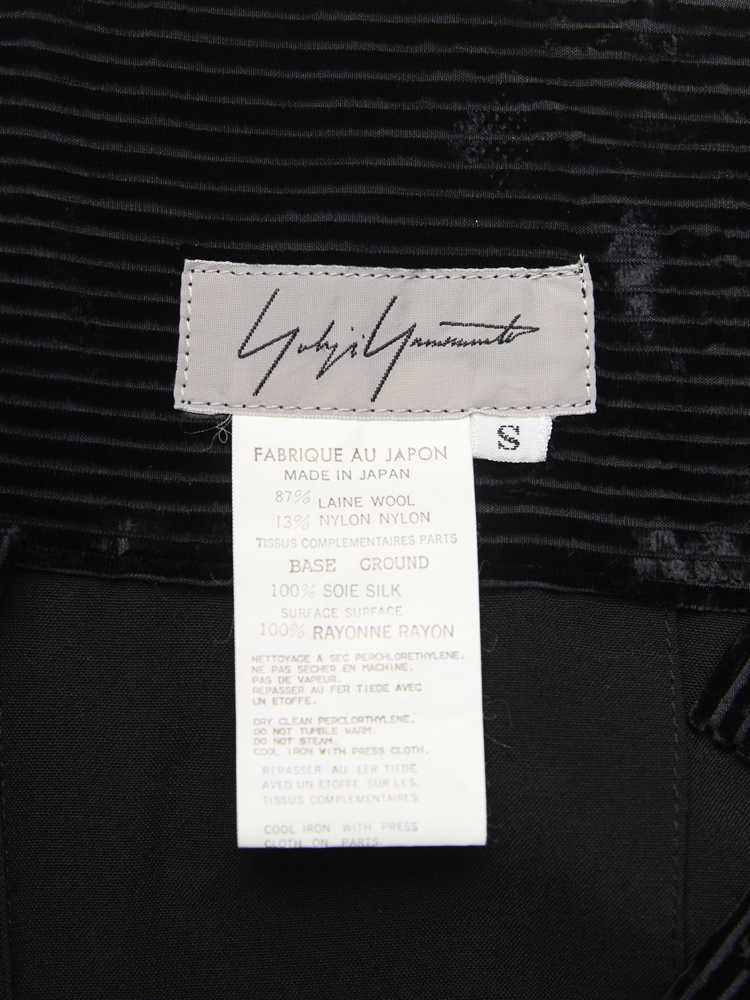 Yohji Yamamoto
S
FABRIQUE AU JAPON
MADE IN JAPAN
87% LAINE WOOL
13% NYLON NYLON
TISSUS COMPLEMENTAIRES PARTS
BASE GROUND
100% SOIE SILK
SURFACE SURFACE
100% RAYONNE RAYON
NETTOYAGE A SEC PERCHLORETHYLENE.
NE PAS SECHER EN MACHINE.
PAS DE VAPEUR.
REPASSER AU FER TIEDE AVEC
UN ETOFFE.
DRY CLEAN PERCLORTHYLENE.
DO NOT TUMBLE WARM.
DO NOT STEAM.
COOL IRON WITH PRESS CLOTH.
RERASSER AU EER TIEDE
AVED UN ETOFFE SUR LES.
TISSUS COMPLEMENTAIRES
COOL IRON WITH PRESS
CLOTH ON PARIS.